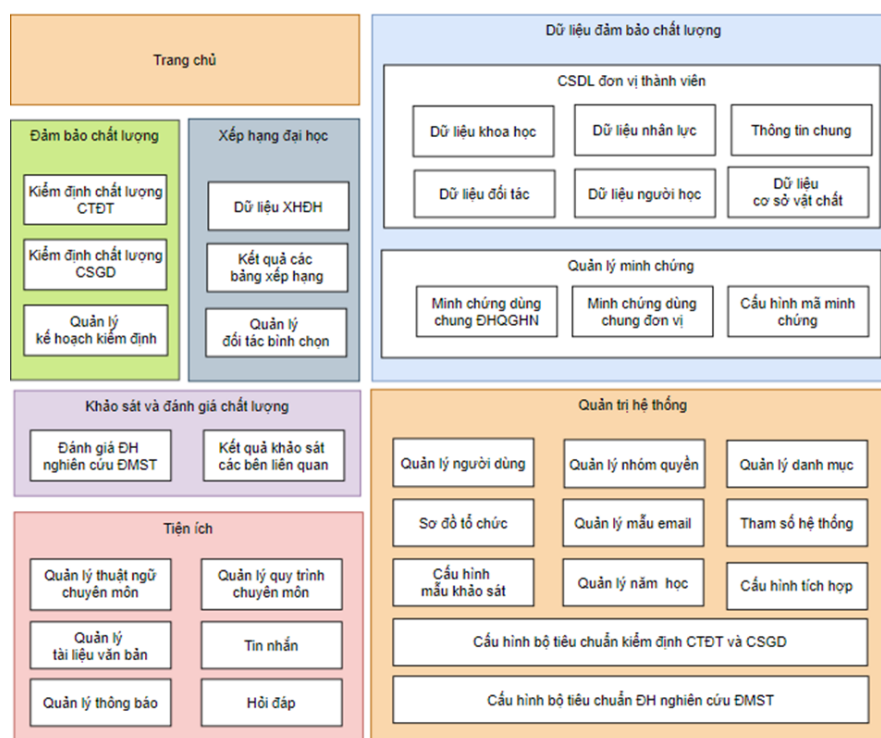 Trang chủ
Đảm bảo chất lượng
Kiểm định chất lượng
CTĐT
Kiểm định chất lượng
CSGD
Quản lý
kế hoạch kiểm định
Xếp hạng đại học
Dữ liệu XHĐH
Kết quả các
bảng xếp hạng
Quản lý
đối tác bình chọn
Dữ liệu đảm bảo chất lượng
CSDL đơn vị thành viên
Dữ liệu khoa học
Dữ liệu nhân lực
Thông tin chung
Dữ liệu đối tác
Dữ liệu người học
Dữ liệu
cơ sở vật chất
Quản lý minh chứng
Minh chứng dùng
chung ĐHQGHN
Minh chứng dùng
chung đơn vị
Cấu hình mã minh
chứng
Khảo sát và đánh giá chất lượng
Đánh giá ĐH
nghiên cứu ĐMST
Kết quả khảo sát
các bên liên quan
Tiện ích
Quản lý thuật ngữ
chuyên môn
Quản lý quy trình
chuyên môn
Quản lý
tài liệu văn bản
Tin nhắn
Quản lý thông báo
Hỏi đáp
Quản trị hệ thống
Quản lý người dùng
Quản lý nhóm quyền
Quản lý danh mục
Sơ đồ tổ chức
Quản lý mẫu email
Tham số hệ thống
Cấu hình
mẫu khảo sát
Quản lý năm học
Cấu hình tích hợp
Cấu hình bộ tiêu chuẩn kiểm định CTĐT và CSGD
Cấu hình bộ tiêu chuẩn ĐH nghiên cứu ĐMST